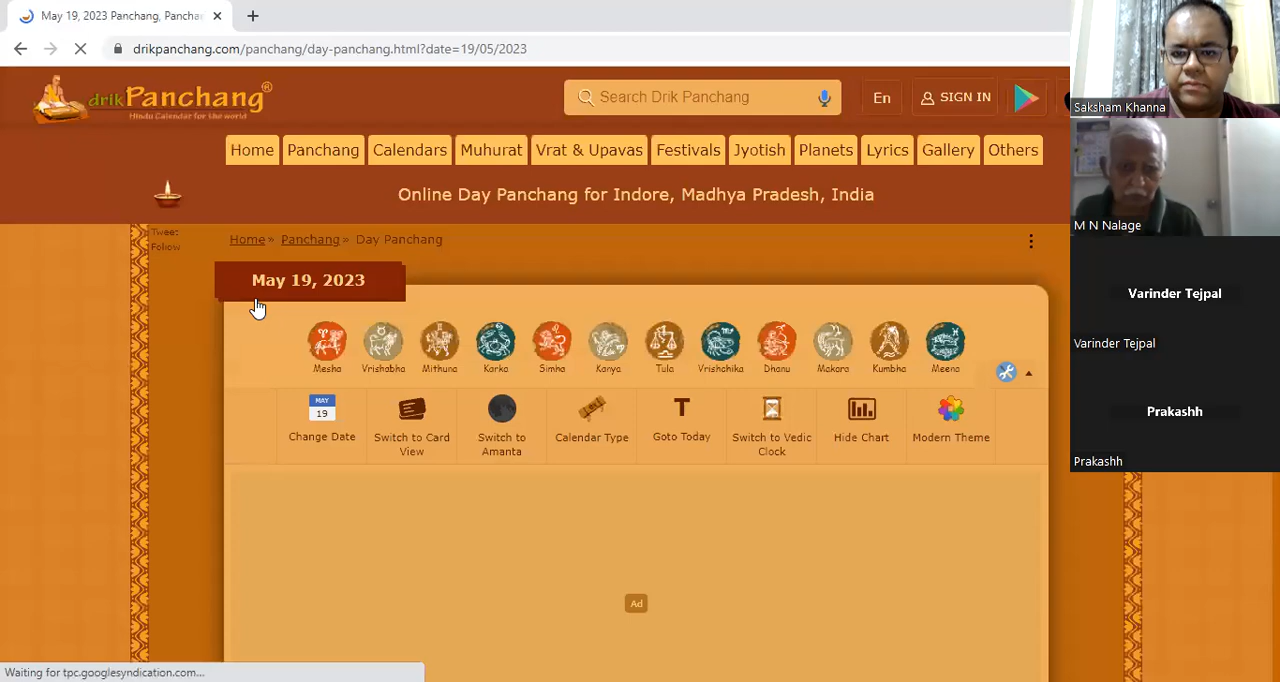 May 19, 2023 Panchang, Pancha
drikpanchang.com/panchang/day-panchang.html?date=19/05/2023
drikPanchang®
Hindu Calendar for the world
Search Drik Panchang
En
SIGN IN
Home
Panchang
Calendars
Muhurat
Vrat & Upavas
Festivals
Jyotish
Planets
Lyrics
Gallery
Others
Online Day Panchang for Indore, Madhya Pradesh, India
Tweet
Follow
Home» Panchang» Day Panchang
May 19, 2023
Mesha
Vrishabha
Mithuna
Karka
Simha
Kanya
Tula
Vrishchika
Dhanu
Makara
Kumbha
Meena
MAY
19
Change Date
Switch to Card
View
Switch to
Amanta
Calendar Type
T
Goto Today
Switch to Vedic
Clock
Hide Chart
Modern Theme
Ad
Waiting for tpc.googlesyndication.com...
Saksham Khanna
M N Nalage
Varinder Tejpal
Varinder Tejpal
Prakashh
Prakashh